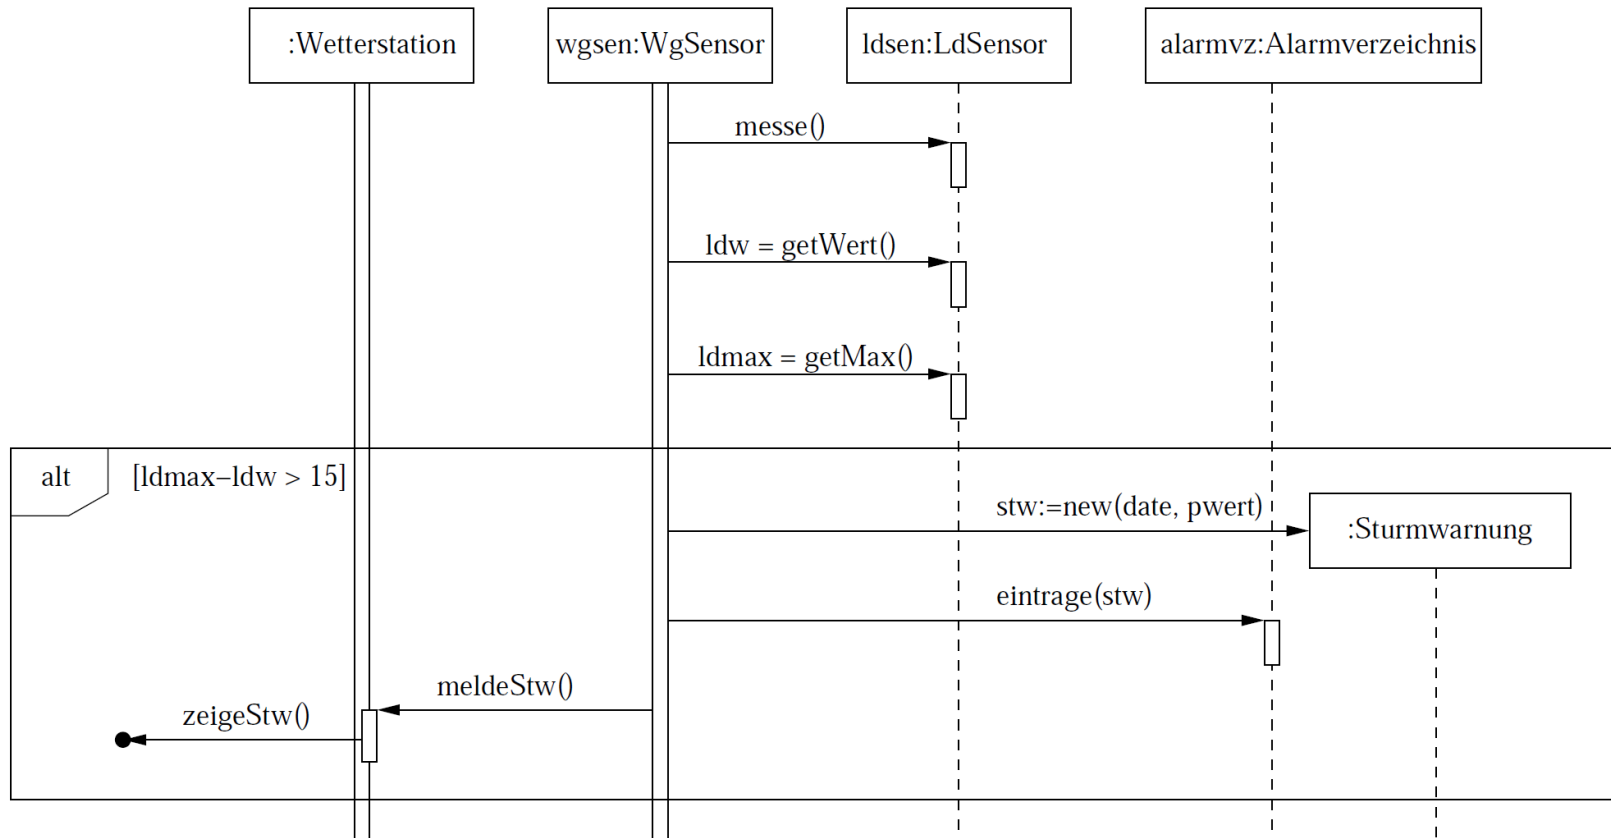 :Wetterstation
wgsen:WgSensor
ldsen:LdSensor
alarmvz:Alarmverzeichnis
messe()
ldw = getWert()
ldmax = getMax()
alt
[ldmax–ldw > 15]
stw:=new(date, pwert)
:Sturmwarnung
eintrage(stw)
meldeStw()
zeigeStw()